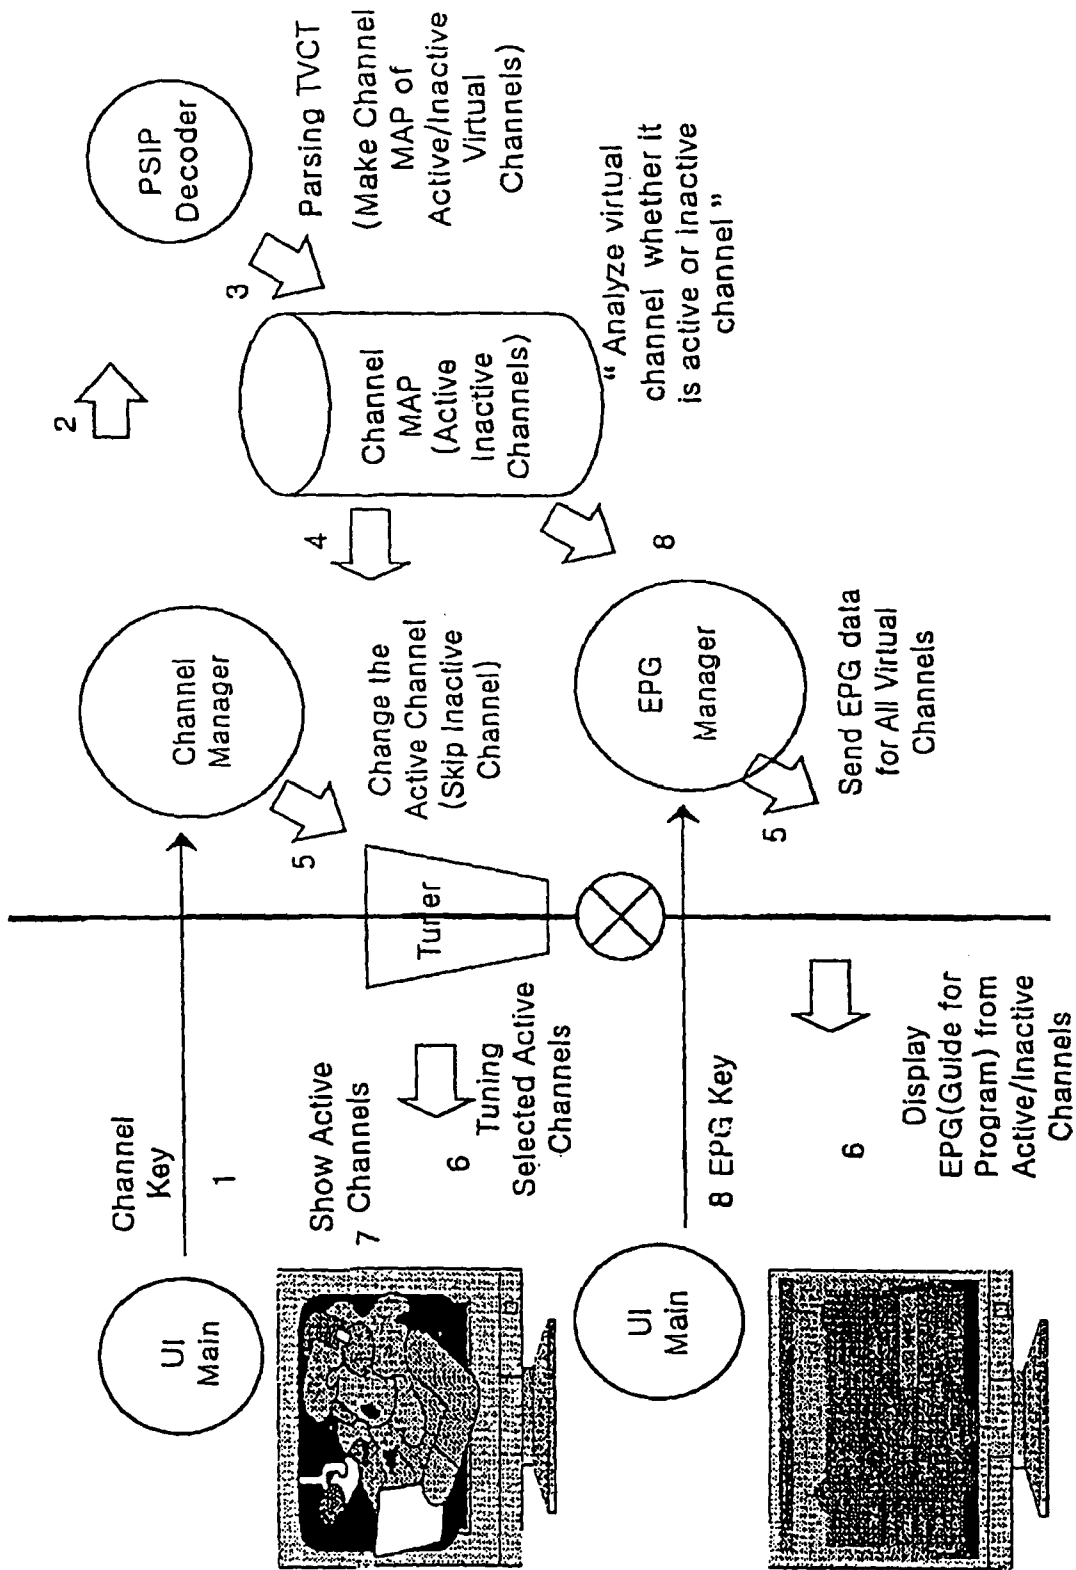 Channel
Key
1
UI
Main
Channel
Manager
2
PSIP
Decoder
3
Parsing TVCT
(Make Channel
MAP of
Active/Inactive
Virtual
Channels)
Channel
MAP
(Active
Inactive
Channels)
4
Change the
Active Channel
(Skip Inactive
Channel)
5
Tuner
6
Tuning
Selected Active
Channels
Show Active
7 Channels
“ Analyze virtual
channel whether it
is active or inactive
channel ”
UI
Main
8 EPG Key
EPG
Manager
8
5
Send EPG data
for All Virtual
Channels
6
Display
EPG(Guide for
Program) from
Active/Inactive
Channels